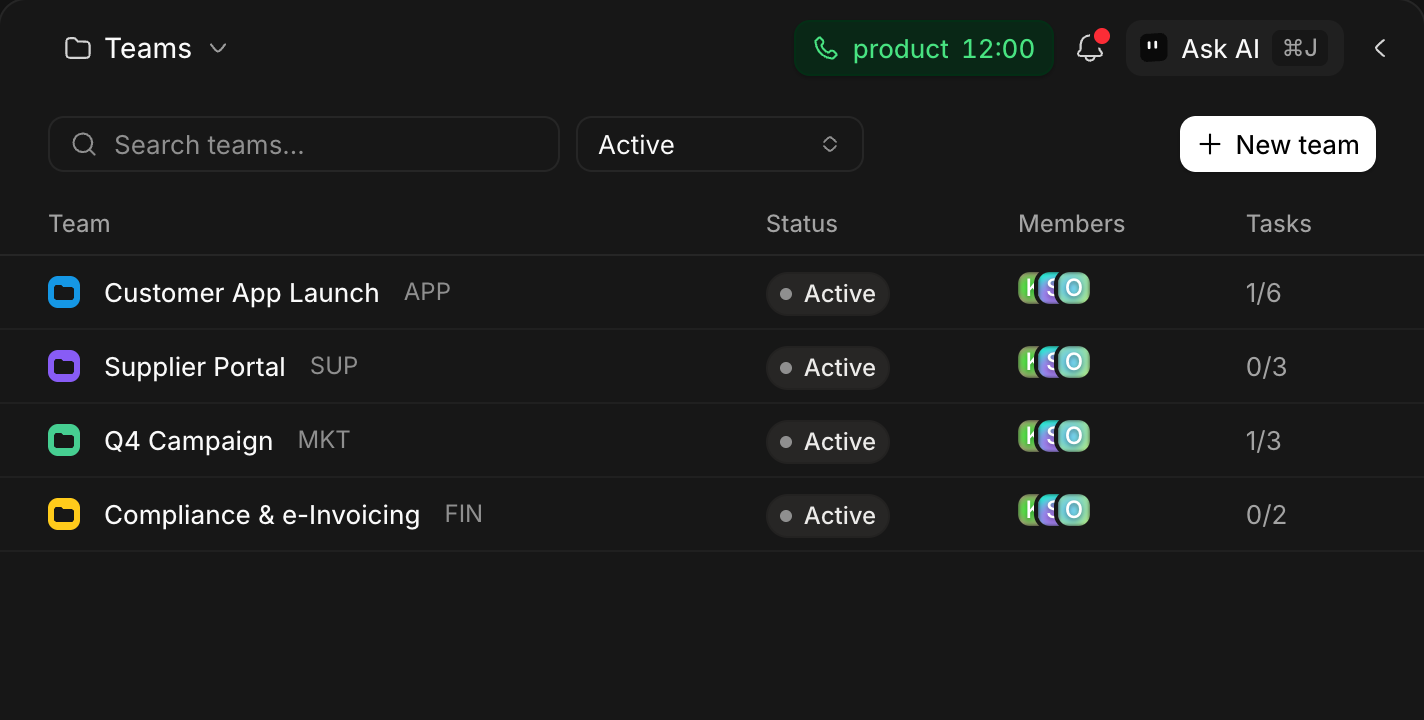 Teams
product 12:00
Ask AI ⌘J
Search teams...
Active
+ New team
Team Status Members Tasks
Customer App Launch APP Active K S O 1/6
Supplier Portal SUP Active K S O 0/3
Q4 Campaign MKT Active K S O 1/3
Compliance & e-Invoicing FIN Active K S O 0/2